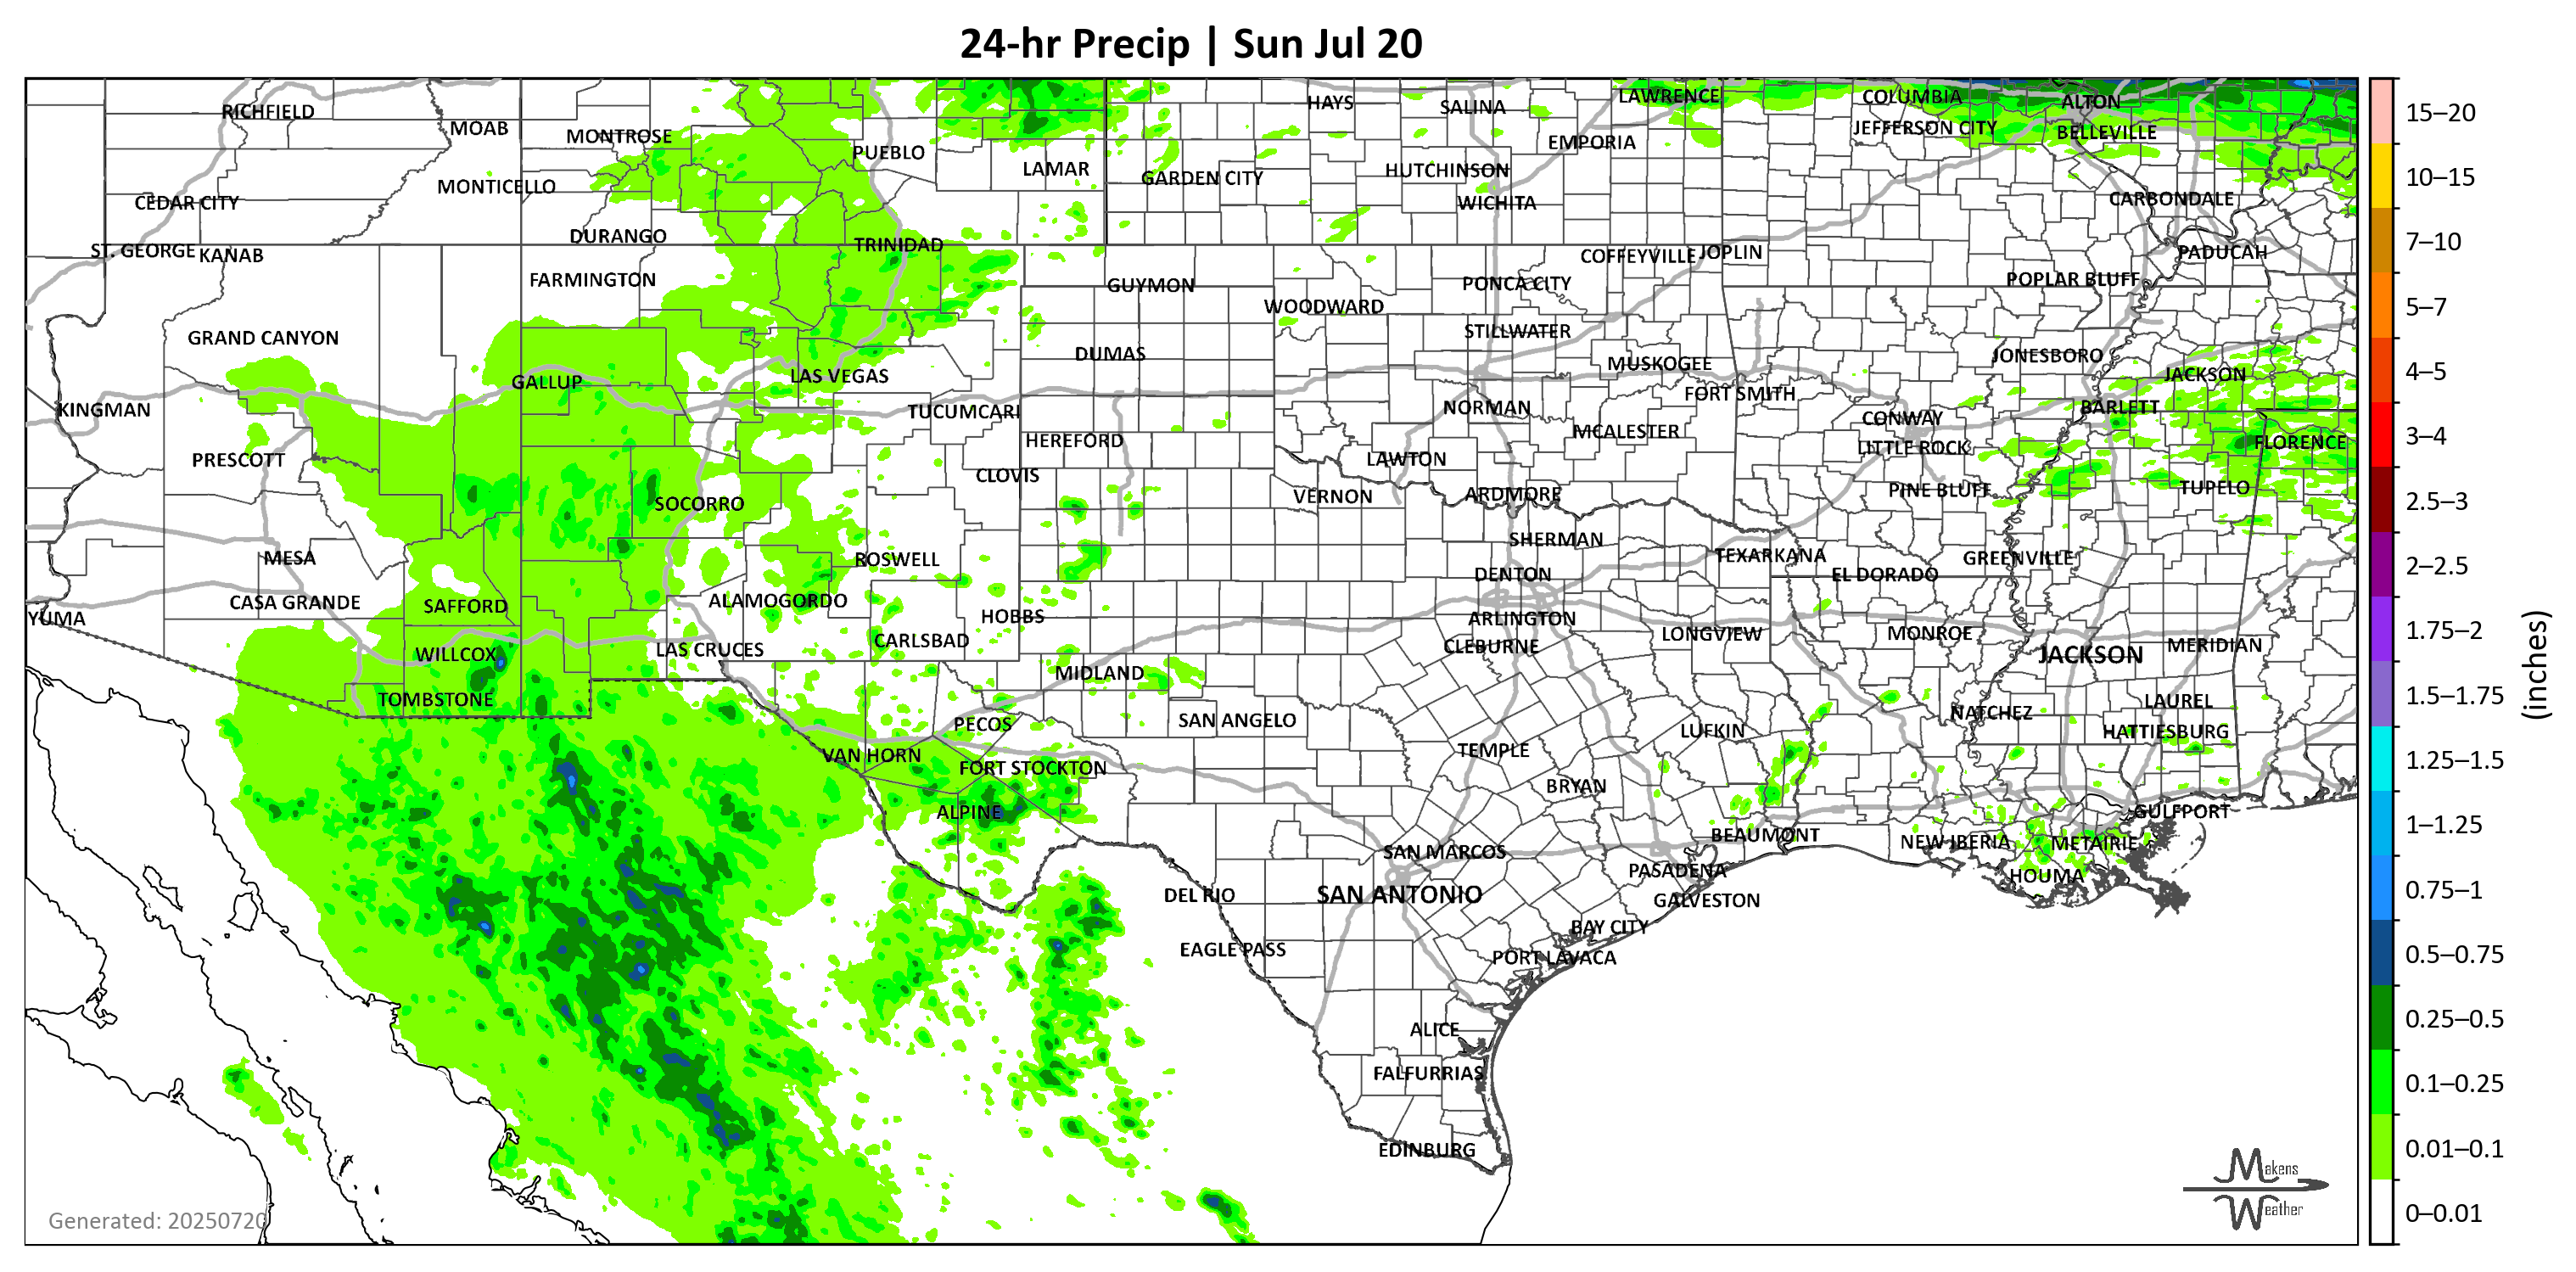 24-hr Precip | Sun Jul 20
RICHFIELD
MOAB
MONTROSE
PUEBLO
LAMAR
HAYS
SALINA
LAWRENCE
COLUMBIA
ALTON
EMPORIA
JEFFERSON CITY
BELLEVILLE
MONTICELLO
GARDEN CITY
HUTCHINSON
CEDAR CITY
WICHITA
CARBONDALE
DURANGO
TRINIDAD
ST. GEORGE
KANAB
COFFEYVILLE
JOPLIN
PADUCAH
FARMINGTON
GUYMON
PONCA CITY
POPLAR BLUFF
WOODWARD
GRAND CANYON
STILLWATER
DUMAS
JONESBORO
MUSKOGEE
GALLUP
LAS VEGAS
JACKSON
FORT SMITH
KINGMAN
TUCUMCARI
NORMAN
BARLETT
CONWAY
HEREFORD
MCALESTER
LITTLE ROCK
FLORENCE
PRESCOTT
LAWTON
CLOVIS
SOCORRO
VERNON
ARDMORE
PINE BLUFF
TUPELO
MESA
ROSWELL
SHERMAN
TEXARKANA
GREENVILLE
DENTON
EL DORADO
CASA GRANDE
SAFFORD
ALAMOGORDO
HOBBS
ARLINGTON
YUMA
CARLSBAD
CLEBURNE
LONGVIEW
MONROE
MERIDIAN
WILLCOX
LAS CRUCES
JACKSON
MIDLAND
TOMBSTONE
LAUREL
PECOS
SAN ANGELO
NATCHEZ
LUFKIN
HATTIESBURG
VAN HORN
TEMPLE
FORT STOCKTON
BRYAN
ALPINE
GULFPORT
BEAUMONT
NEW IBERIA
METAIRIE
SAN MARCOS
PASADENA
HOUMA
DEL RIO
SAN ANTONIO
GALVESTON
BAY CITY
EAGLE PASS
PORT LAVACA
ALICE
FALFURRIAS
EDINBURG
Generated: 20250720
Makens
Weather
15–20
10–15
7–10
5–7
4–5
3–4
2.5–3
2–2.5
1.75–2
1.5–1.75
1.25–1.5
1–1.25
0.75–1
0.5–0.75
0.25–0.5
0.1–0.25
0.01–0.1
0–0.01
(inches)